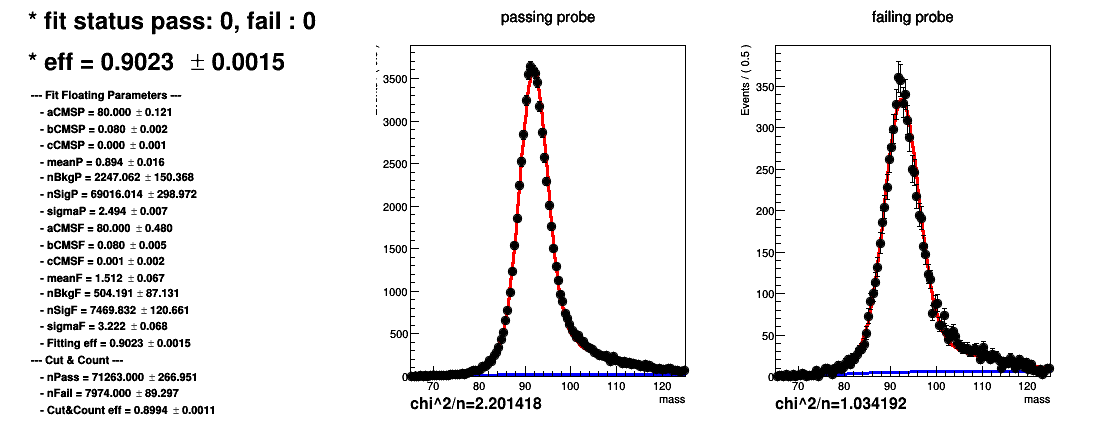 * fit status pass: 0, fail : 0
* eff = 0.9023 ± 0.0015
--- Fit Floating Parameters ---
- aCMSP = 80.000 ± 0.121
- bCMSP = 0.080 ± 0.002
- cCMSP = 0.000 ± 0.001
- meanP = 0.894 ± 0.016
- nBkgP = 2247.062 ± 150.368
- nSigP = 69016.014 ± 298.972
- sigmaP = 2.494 ± 0.007
- aCMSF = 80.000 ± 0.480
- bCMSF = 0.080 ± 0.005
- cCMSF = 0.001 ± 0.002
- meanF = 1.512 ± 0.067
- nBkgF = 504.191 ± 87.131
- nSigF = 7469.832 ± 120.661
- sigmaF = 3.222 ± 0.068
- Fitting eff = 0.9023 ± 0.0015
--- Cut & Count ---
- nPass = 71263.000 ± 266.951
- nFail = 7974.000 ± 89.297
- Cut&Count eff = 0.8994 ± 0.0011
passing probe
3500
3000
2500
2000
1500
1000
500
0
70 80 90 100 110 120
mass
chi^2/n=2.201418
failing probe
Events / ( 0.5 )
350
300
250
200
150
100
50
0
70 80 90 100 110 120
mass
chi^2/n=1.034192